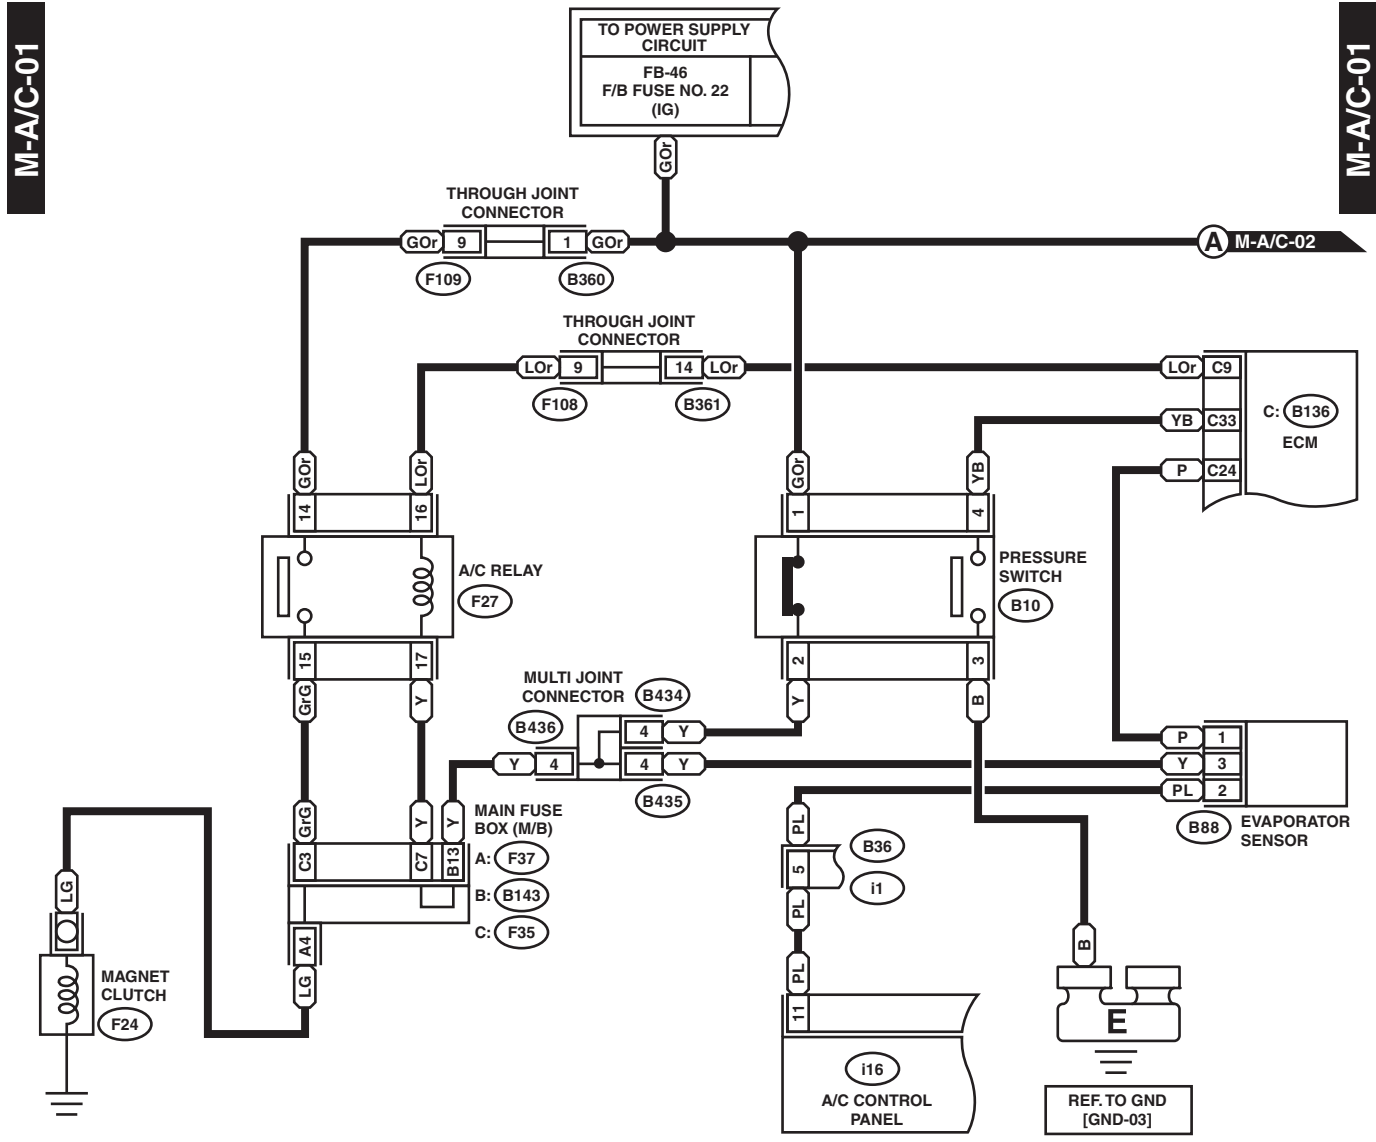 M-A/C-01
M-A/C-01
TO POWER SUPPLY
CIRCUIT
FB-46
F/B FUSE NO. 22
(IG)
GOr
THROUGH JOINT
CONNECTOR
GOr 9 1 GOr
F109 B360
A M-A/C-02
THROUGH JOINT
CONNECTOR
LOr 9 14 LOr
F108 B361
LOr C9
YB C33
P C24
C: B136
ECM
GOr LOr GOr YB
14 16 1 4
A/C RELAY
F27
PRESSURE
SWITCH
B10
15 17 2 3
GrG Y Y B
MULTI JOINT
CONNECTOR
B434
B436
4 Y
Y 4 4 Y
B435
P 1
Y 3
PL 2
B88
EVAPORATOR
SENSOR
GrG Y Y
C3 C7 B13
MAIN FUSE
BOX (M/B)
A: F37
B: B143
C: F35
A4
LG
LG
MAGNET
CLUTCH
F24
PL
5
B36
i1
PL
PL
11
i16
A/C CONTROL
PANEL
B
E
REF. TO GND
[GND-03]